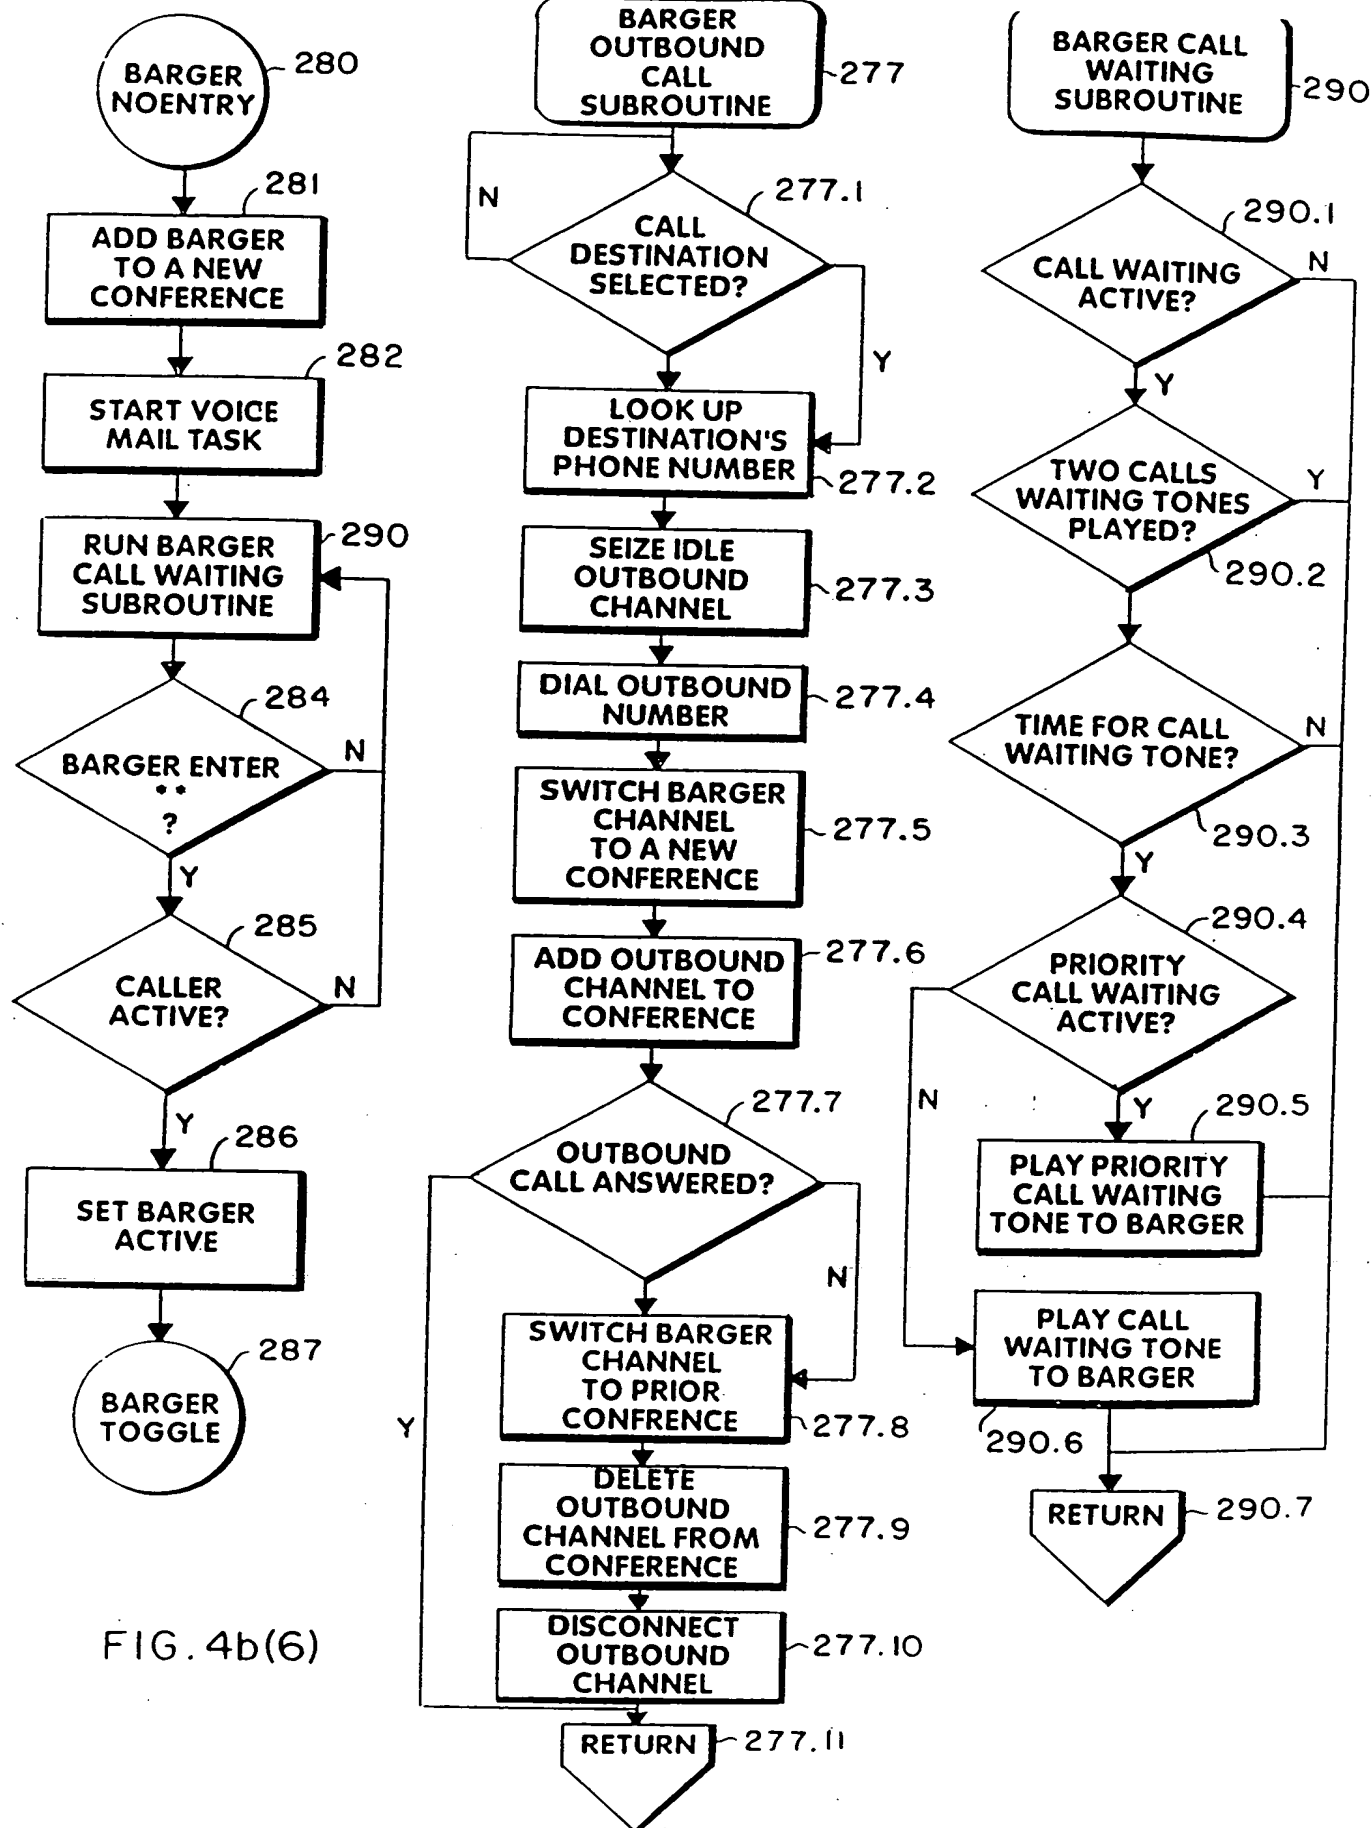 BARGER
NOENTRY
280
281
ADD BARGER
TO A NEW
CONFERENCE
282
START VOICE
MAIL TASK
290
RUN BARGER
CALL WAITING
SUBROUTINE
284
BARGER ENTER
**
?
N
Y
285
CALLER
ACTIVE?
N
Y
286
SET BARGER
ACTIVE
287
BARGER
TOGGLE
FIG. 4b(6)
BARGER
OUTBOUND
CALL
SUBROUTINE
277
N
277.1
CALL
DESTINATION
SELECTED?
Y
LOOK UP
DESTINATION'S
PHONE NUMBER
277.2
SEIZE IDLE
OUTBOUND
CHANNEL
277.3
DIAL OUTBOUND
NUMBER
277.4
SWITCH BARGER
CHANNEL
TO A NEW
CONFERENCE
277.5
ADD OUTBOUND
CHANNEL TO
CONFERENCE
277.6
277.7
OUTBOUND
CALL ANSWERED?
N
Y
SWITCH BARGER
CHANNEL
TO PRIOR
CONFRENCE
277.8
DELETE
OUTBOUND
CHANNEL FROM
CONFERENCE
277.9
DISCONNECT
OUTBOUND
CHANNEL
277.10
RETURN
277.11
BARGER CALL
WAITING
SUBROUTINE
290
290.1
CALL WAITING
ACTIVE?
N
Y
TWO CALLS
WAITING TONES
PLAYED?
Y
290.2
TIME FOR CALL
WAITING TONE?
N
290.3
Y
290.4
PRIORITY
CALL WAITING
ACTIVE?
N
Y
290.5
PLAY PRIORITY
CALL WAITING
TONE TO BARGER
PLAY CALL
WAITING TONE
TO BARGER
290.6
RETURN
290.7